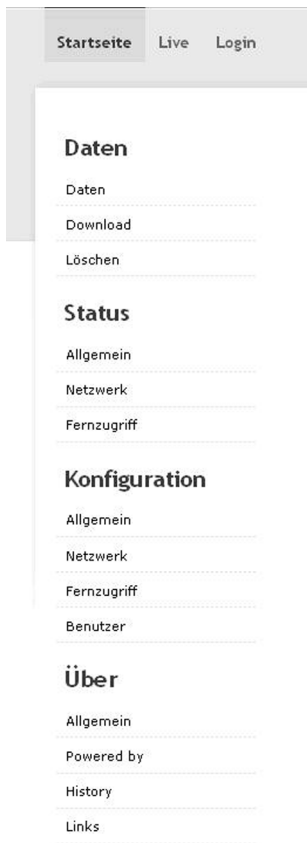 Startseite Live Login
Daten
Daten
Download
Löschen
Status
Allgemein
Netzwerk
Fernzugriff
Konfiguration
Allgemein
Netzwerk
Fernzugriff
Benutzer
Über
Allgemein
Powered by
History
Links